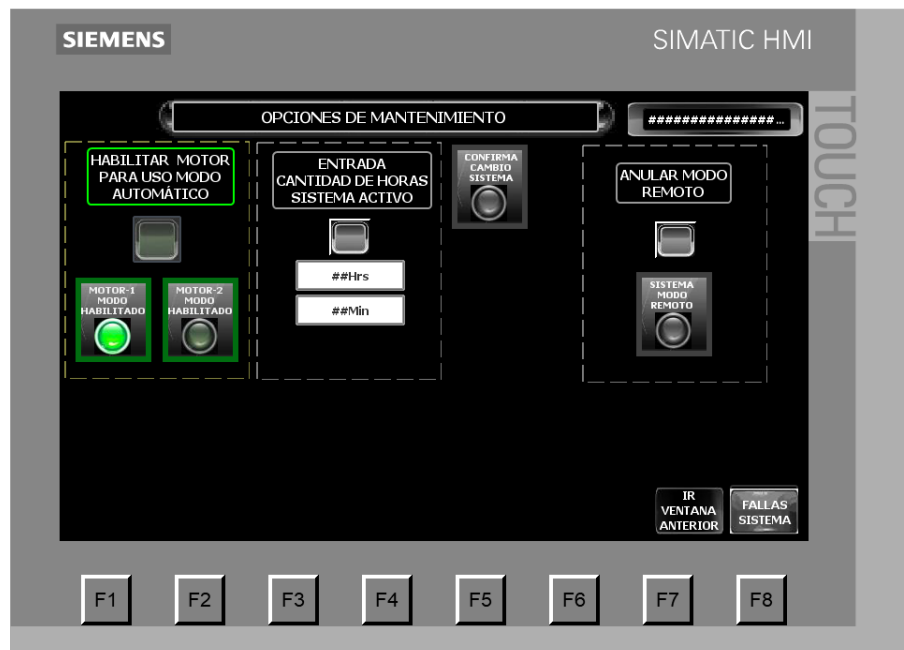 SIEMENS
SIMATIC HMI
TOUCH
OPCIONES DE MANTENIMIENTO
###############...
HABILITAR MOTOR
PARA USO MODO
AUTOMÁTICO
MOTOR-1
MODO
HABILITADO
MOTOR-2
MODO
HABILITADO
ENTRADA
CANTIDAD DE HORAS
SISTEMA ACTIVO
##Hrs
##Min
CONFIRMA
CAMBIO
SISTEMA
ANULAR MODO
REMOTO
SISTEMA
MODO
REMOTO
IR
VENTANA
ANTERIOR
FALLAS
SISTEMA
F1
F2
F3
F4
F5
F6
F7
F8